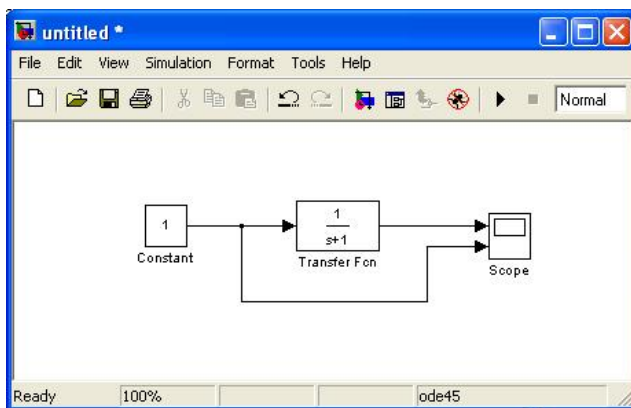 untitled *
File Edit View Simulation Format Tools Help
Normal
1
Constant
1
s+1
Transfer Fcn
Scope
Ready 100% ode45